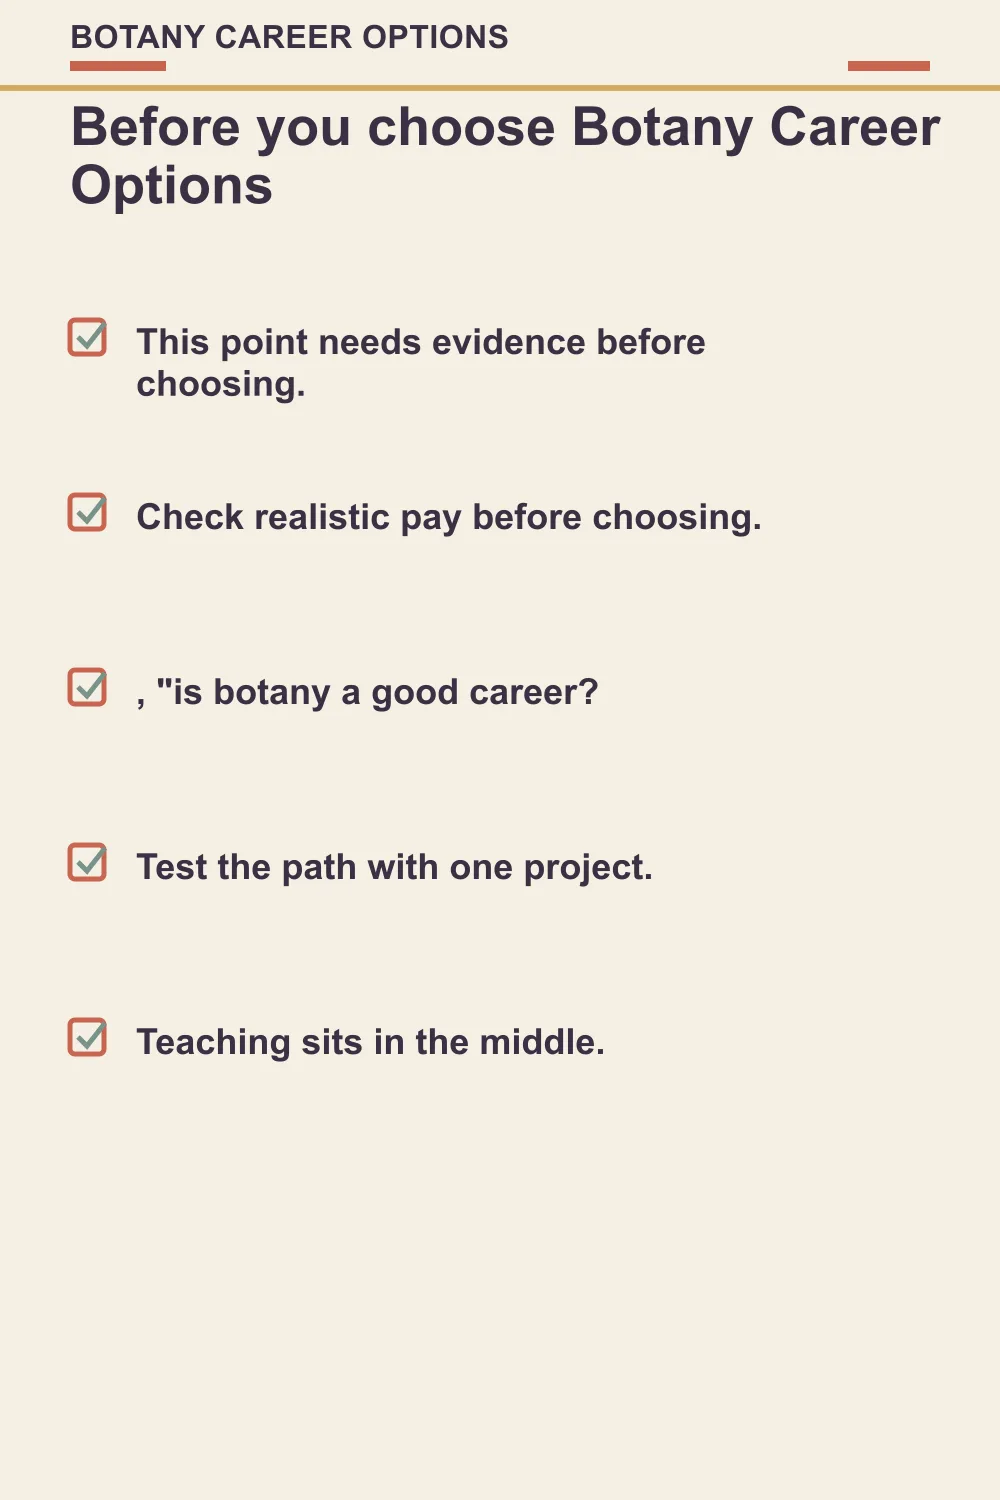 BOTANY CAREER OPTIONS
Before you choose Botany Career
Options
This point needs evidence before
choosing.
Check realistic pay before choosing.
, "is botany a good career?
Test the path with one project.
Teaching sits in the middle.